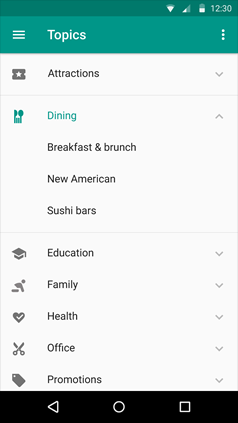 12:30
Topics
Attractions
Dining
Breakfast & brunch
New American
Sushi bars
Education
Family
Health
Office
Promotions